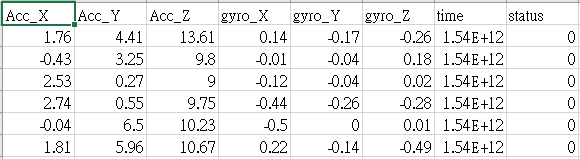 Acc_X Acc_Y Acc_Z gyro_X gyro_Y gyro_Z time status
1.76 4.41 13.61 0.14 -0.17 -0.26 1.54E+12 0
-0.43 3.25 9.8 -0.01 -0.04 0.18 1.54E+12 0
2.53 0.27 9 -0.12 -0.04 0.02 1.54E+12 0
2.74 0.55 9.75 -0.44 -0.26 -0.28 1.54E+12 0
-0.04 6.5 10.23 -0.5 0 0.01 1.54E+12 0
1.81 5.96 10.67 0.22 -0.14 -0.49 1.54E+12 0